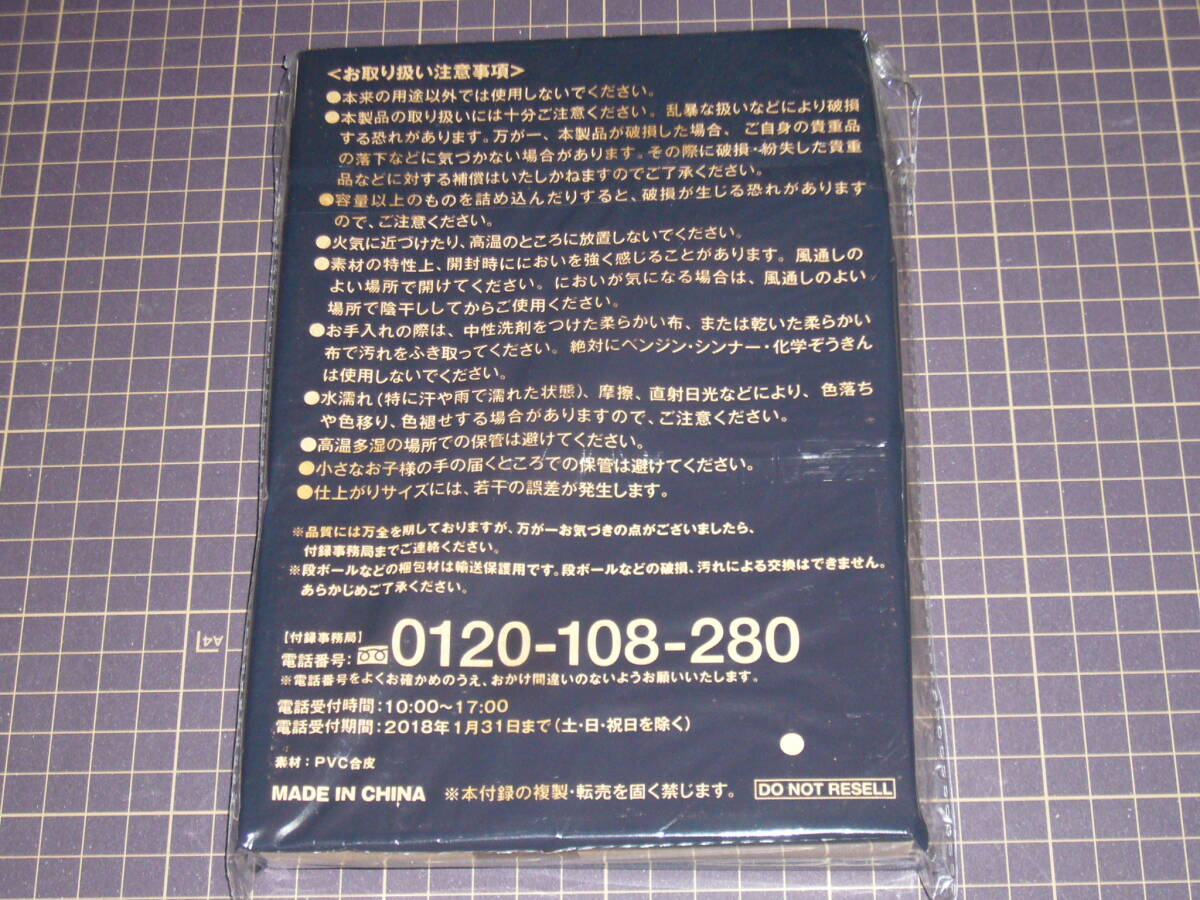 ＜お取り扱い注意事項＞
●本来の用途以外では使用しないでください。
●本製品の取り扱いには十分ご注意ください。乱暴な扱いなどにより破損
する恐れがあります。万が一、本製品が破損した場合、ご自身の貴重品
の落下などに気づかない場合があります。その際に破損・紛失した貴重
品などに対する補償はいたしかねますのでご了承ください。
●容量以上のものを詰め込んだりすると、破損が生じる恐れがあります
ので、ご注意ください。
●火気に近づけたり、高温のところに放置しないでください。
●素材の特性上、開封時ににおいを強く感じることがあります。風通しの
よい場所で開けてください。においが気になる場合は、風通しのよい
場所で陰干ししてからご使用ください。
●お手入れの際は、中性洗剤をつけた柔らかい布、または乾いた柔らかい
布で汚れをふき取ってください。絶対にベンジン・シンナー・化学ぞうきん
は使用しないでください。
●水濡れ(特に汗や雨で濡れた状態)、摩擦、直射日光などにより、色落ち
や色移り、色褪せする場合がありますので、ご注意ください。
●高温多湿の場所での保管は避けてください。
●小さなお子様の手の届くところでの保管は避けてください。
●仕上がりサイズには、若干の誤差が発生します。
※品質には万全を期しておりますが、万が一お気づきの点がございましたら、
付録事務局までご連絡ください。
※段ボールなどの梱包材は輸送保護用です。段ボールなどの破損、汚れによる交換はできません。
あらかじめご了承ください。
【付録事務局】
電話番号:0120-108-280
※電話番号をよくお確かめのうえ、おかけ間違いのないようお願いいたします。
電話受付時間:10:00〜17:00
電話受付期間:2018年1月31日まで(土・日・祝日を除く)
素材:PVC合皮
MADE IN CHINA ※本付録の複製・転売を固く禁じます。 DO NOT RESELL
A4